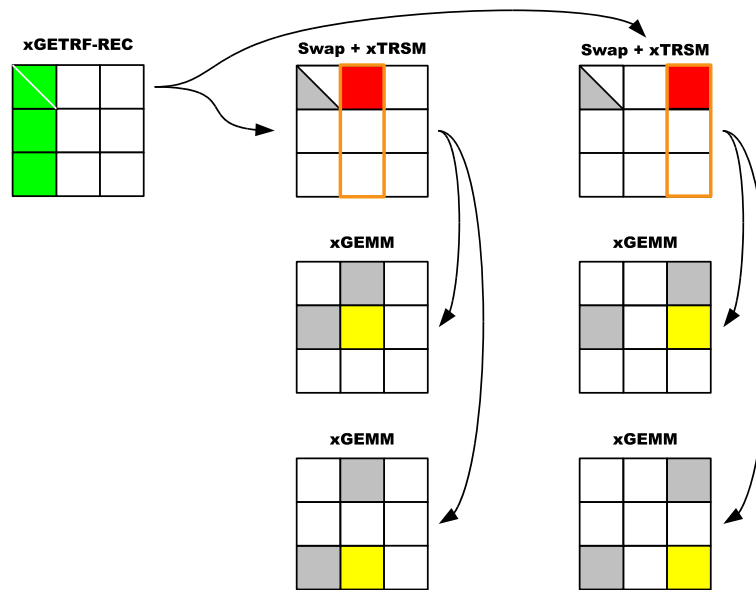 xGETRF-REC
Swap + xTRSM
Swap + xTRSM
xGEMM
xGEMM
xGEMM
xGEMM